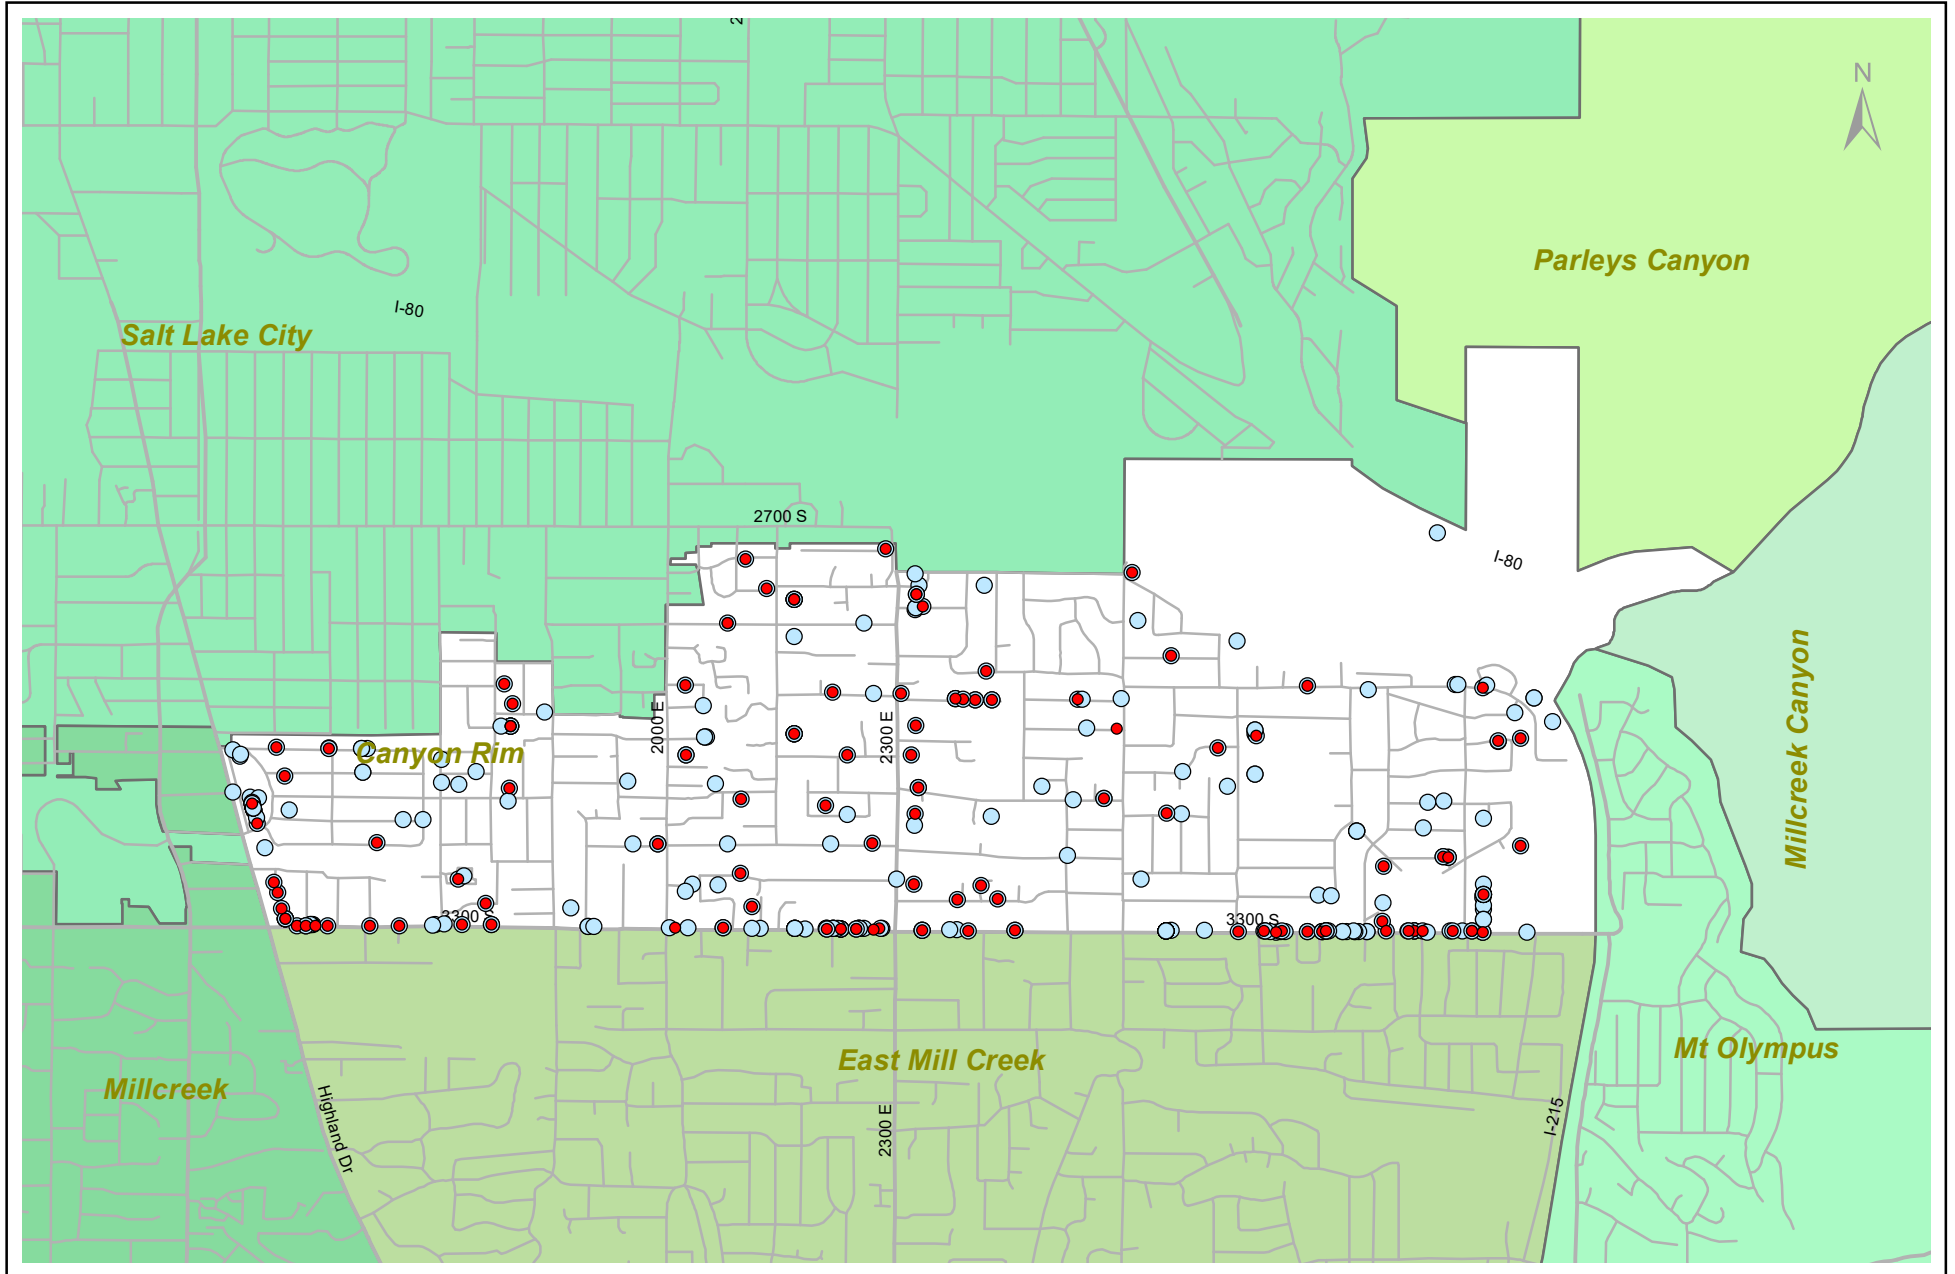 N
Parleys Canyon
I-80
Salt Lake City
2700 S
I-80
2000 E
2300 E
Canyon Rim
Millcreek Canyon
3300 S
3300 S
East Mill Creek
Mt Olympus
Millcreek
Highland Dr
2300 E
I-215